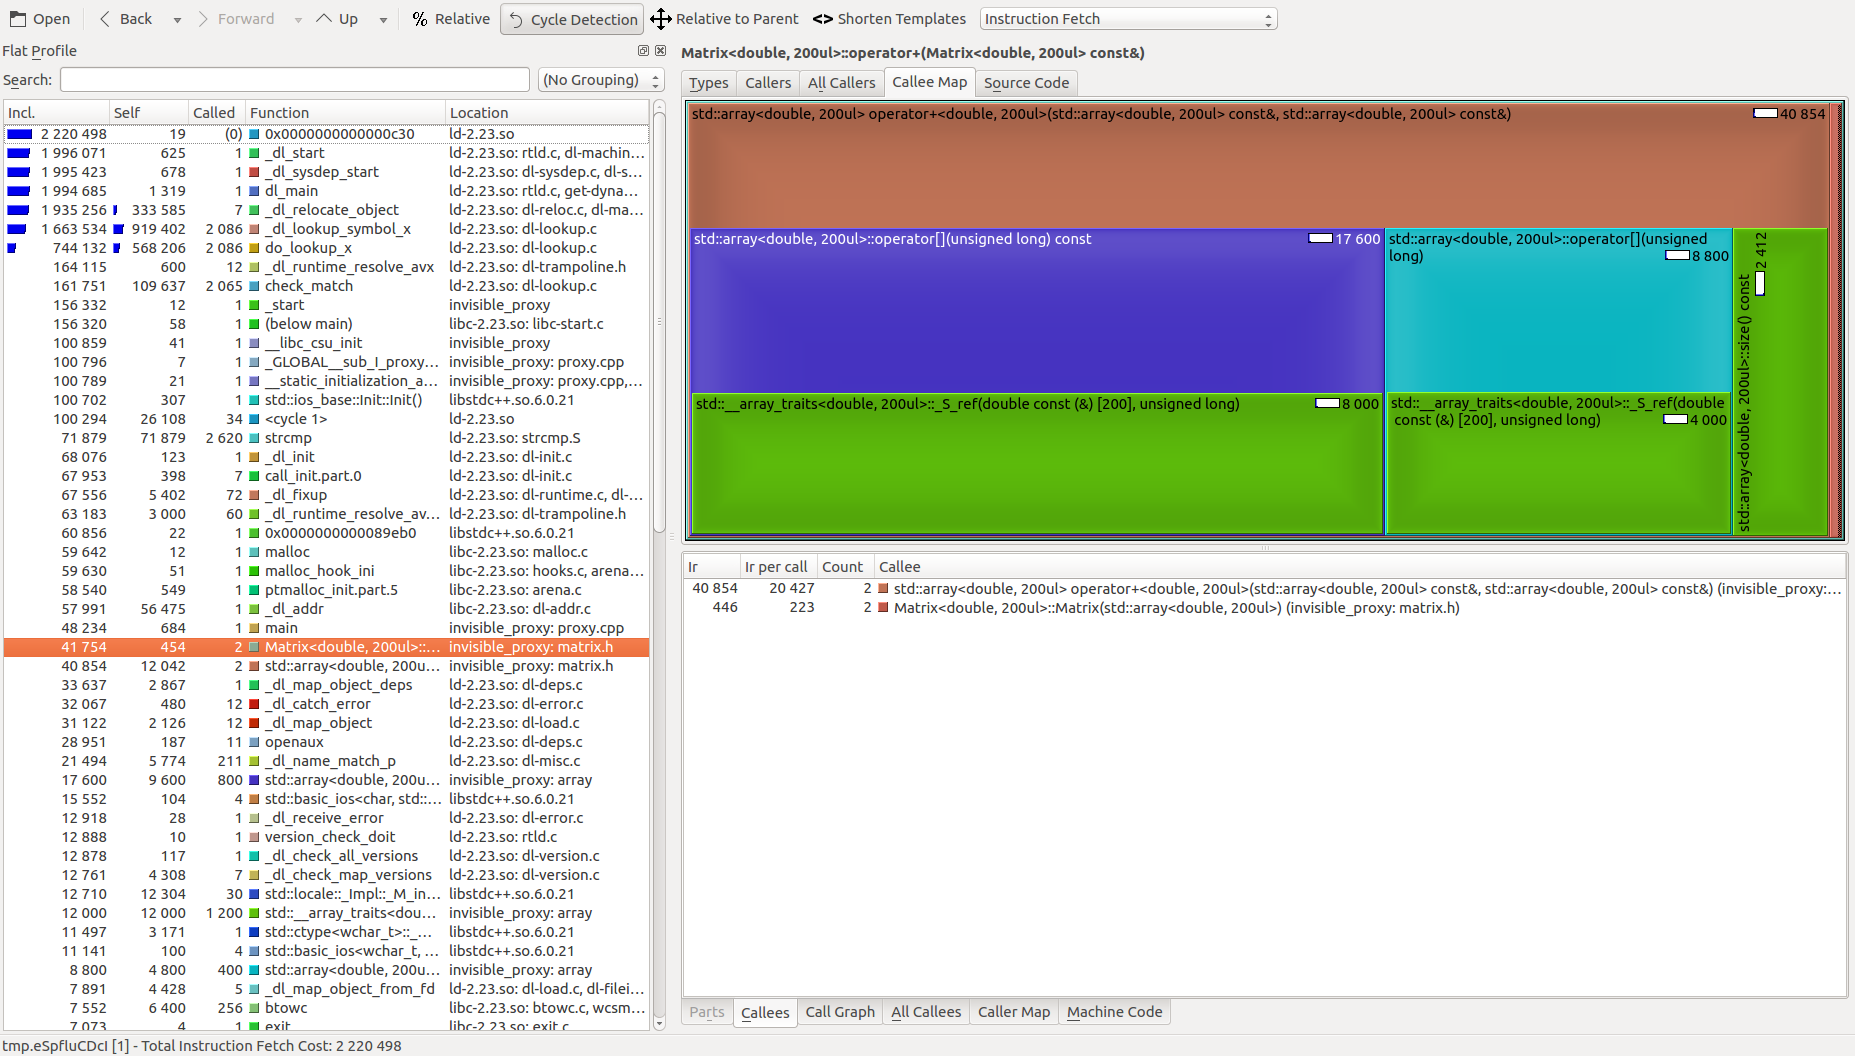 Open Back Forward Up % Relative Cycle Detection Relative to Parent <> Shorten Templates Instruction Fetch
Flat Profile
Search: (No Grouping)
Incl. Self Called Function Location
2 220 498 19 (0) 0x0000000000000c30 ld-2.23.so
1 996 071 625 1 _dl_start ld-2.23.so: rtld.c, dl-machin...
1 995 423 678 1 _dl_sysdep_start ld-2.23.so: dl-sysdep.c, dl-s...
1 994 685 1 319 1 dl_main ld-2.23.so: rtld.c, get-dyna...
1 935 256 333 585 7 _dl_relocate_object ld-2.23.so: dl-reloc.c, dl-ma...
1 663 534 919 402 2 086 _dl_lookup_symbol_x ld-2.23.so: dl-lookup.c
744 132 568 206 2 086 do_lookup_x ld-2.23.so: dl-lookup.c
164 115 600 12 _dl_runtime_resolve_avx ld-2.23.so: dl-trampoline.h
161 751 109 637 2 065 check_match ld-2.23.so: dl-lookup.c
156 332 12 1 _start invisible_proxy
156 320 58 1 (below main) libc-2.23.so: libc-start.c
100 859 41 1 __libc_csu_init invisible_proxy
100 796 7 1 _GLOBAL__sub_I_proxy... invisible_proxy: proxy.cpp
100 789 21 1 __static_initialization_a... invisible_proxy: proxy.cpp,...
100 702 307 1 std::ios_base::Init::Init() libstdc++.so.6.0.21
100 294 26 108 34 <cycle 1> ld-2.23.so
71 879 71 879 2 620 strcmp ld-2.23.so: strcmp.S
68 076 123 1 _dl_init ld-2.23.so: dl-init.c
67 953 398 7 call_init.part.0 ld-2.23.so: dl-init.c
67 556 5 402 72 _dl_fixup ld-2.23.so: dl-runtime.c, dl-...
63 183 3 000 60 _dl_runtime_resolve_av... ld-2.23.so: dl-trampoline.h
60 856 22 1 0x0000000000089eb0 libstdc++.so.6.0.21
59 642 12 1 malloc libc-2.23.so: malloc.c
59 630 51 1 malloc_hook_ini libc-2.23.so: hooks.c, arena...
58 540 549 1 ptmalloc_init.part.5 libc-2.23.so: arena.c
57 991 56 475 1 _dl_addr libc-2.23.so: dl-addr.c
48 234 684 1 main invisible_proxy: proxy.cpp
41 754 454 2 Matrix<double, 200ul>::... invisible_proxy: matrix.h
40 854 12 042 2 std::array<double, 200u... invisible_proxy: matrix.h
33 637 2 867 1 _dl_map_object_deps ld-2.23.so: dl-deps.c
32 067 480 12 _dl_catch_error ld-2.23.so: dl-error.c
31 122 2 126 12 _dl_map_object ld-2.23.so: dl-load.c
28 951 187 11 openaux ld-2.23.so: dl-deps.c
21 494 5 774 211 _dl_name_match_p ld-2.23.so: dl-misc.c
17 600 9 600 800 std::array<double, 200u... invisible_proxy: array
15 552 104 4 std::basic_ios<char, std::... libstdc++.so.6.0.21
12 918 28 1 _dl_receive_error ld-2.23.so: dl-error.c
12 888 10 1 version_check_doit ld-2.23.so: rtld.c
12 878 117 1 _dl_check_all_versions ld-2.23.so: dl-version.c
12 761 4 308 7 _dl_check_map_versions ld-2.23.so: dl-version.c
12 710 12 304 30 std::locale::_Impl::_M_in... libstdc++.so.6.0.21
12 000 12 000 1 200 std::__array_traits<dou... invisible_proxy: array
11 497 3 171 1 std::ctype<wchar_t>::_... libstdc++.so.6.0.21
11 141 100 4 std::basic_ios<wchar_t, ... libstdc++.so.6.0.21
8 800 4 800 400 std::array<double, 200u... invisible_proxy: array
7 891 4 428 5 _dl_map_object_from_fd ld-2.23.so: dl-load.c, dl-filei...
7 552 6 400 256 btowc libc-2.23.so: btowc.c, wcsm...
7 073 4 1 exit libc-2.23.so: exit.c
Matrix<double, 200ul>::operator+(Matrix<double, 200ul> const&)
Types Callers All Callers Callee Map Source Code
std::array<double, 200ul> operator+<double, 200ul>(std::array<double, 200ul> const&, std::array<double, 200ul> const&) 40 854
std::array<double, 200ul>::operator[](unsigned long) const 17 600
std::array<double, 200ul>::operator[](unsigned
long) 8 800
std::array<double, 200ul>::size() const 2 412
std::__array_traits<double, 200ul>::_S_ref(double const (&) [200], unsigned long) 8 000
std::__array_traits<double, 200ul>::_S_ref(double
const (&) [200], unsigned long) 4 000
Ir Ir per call Count Callee
40 854 20 427 2 std::array<double, 200ul> operator+<double, 200ul>(std::array<double, 200ul> const&, std::array<double, 200ul> const&) (invisible_proxy:...
446 223 2 Matrix<double, 200ul>::Matrix(std::array<double, 200ul>) (invisible_proxy: matrix.h)
Parts Callees Call Graph All Callees Caller Map Machine Code
tmp.eSpfluCDcI [1] - Total Instruction Fetch Cost: 2 220 498